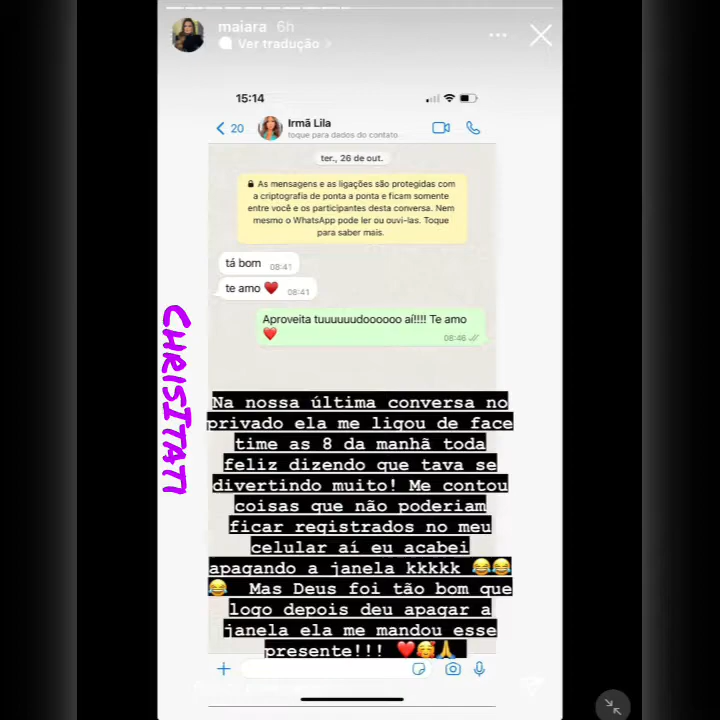 maiara 6h
Ver tradução >
15:14
20
Irmã Lila
toque para dados do contato
ter., 26 de out.
As mensagens e as ligações são protegidas com
a criptografia de ponta a ponta e ficam somente
entre você e os participantes desta conversa. Nem
mesmo o WhatsApp pode ler ou ouvi-las. Toque
para saber mais.
tá bom 08:41
te amo ❤️ 08:41
Aproveita tuuuuuudoooooo aí!!!! Te amo
❤️ 08:46
CHRISITATI
Na nossa última conversa no
privado ela me ligou de face
time as 8 da manhã toda
feliz dizendo que tava se
divertindo muito! Me contou
coisas que não poderiam
ficar registrados no meu
celular aí eu acabei
apagando a janela kkkkk 😂😂
😂 Mas Deus foi tão bom que
logo depois deu apagar a
janela ela me mandou esse
presente!!! ❤️🥰🙏